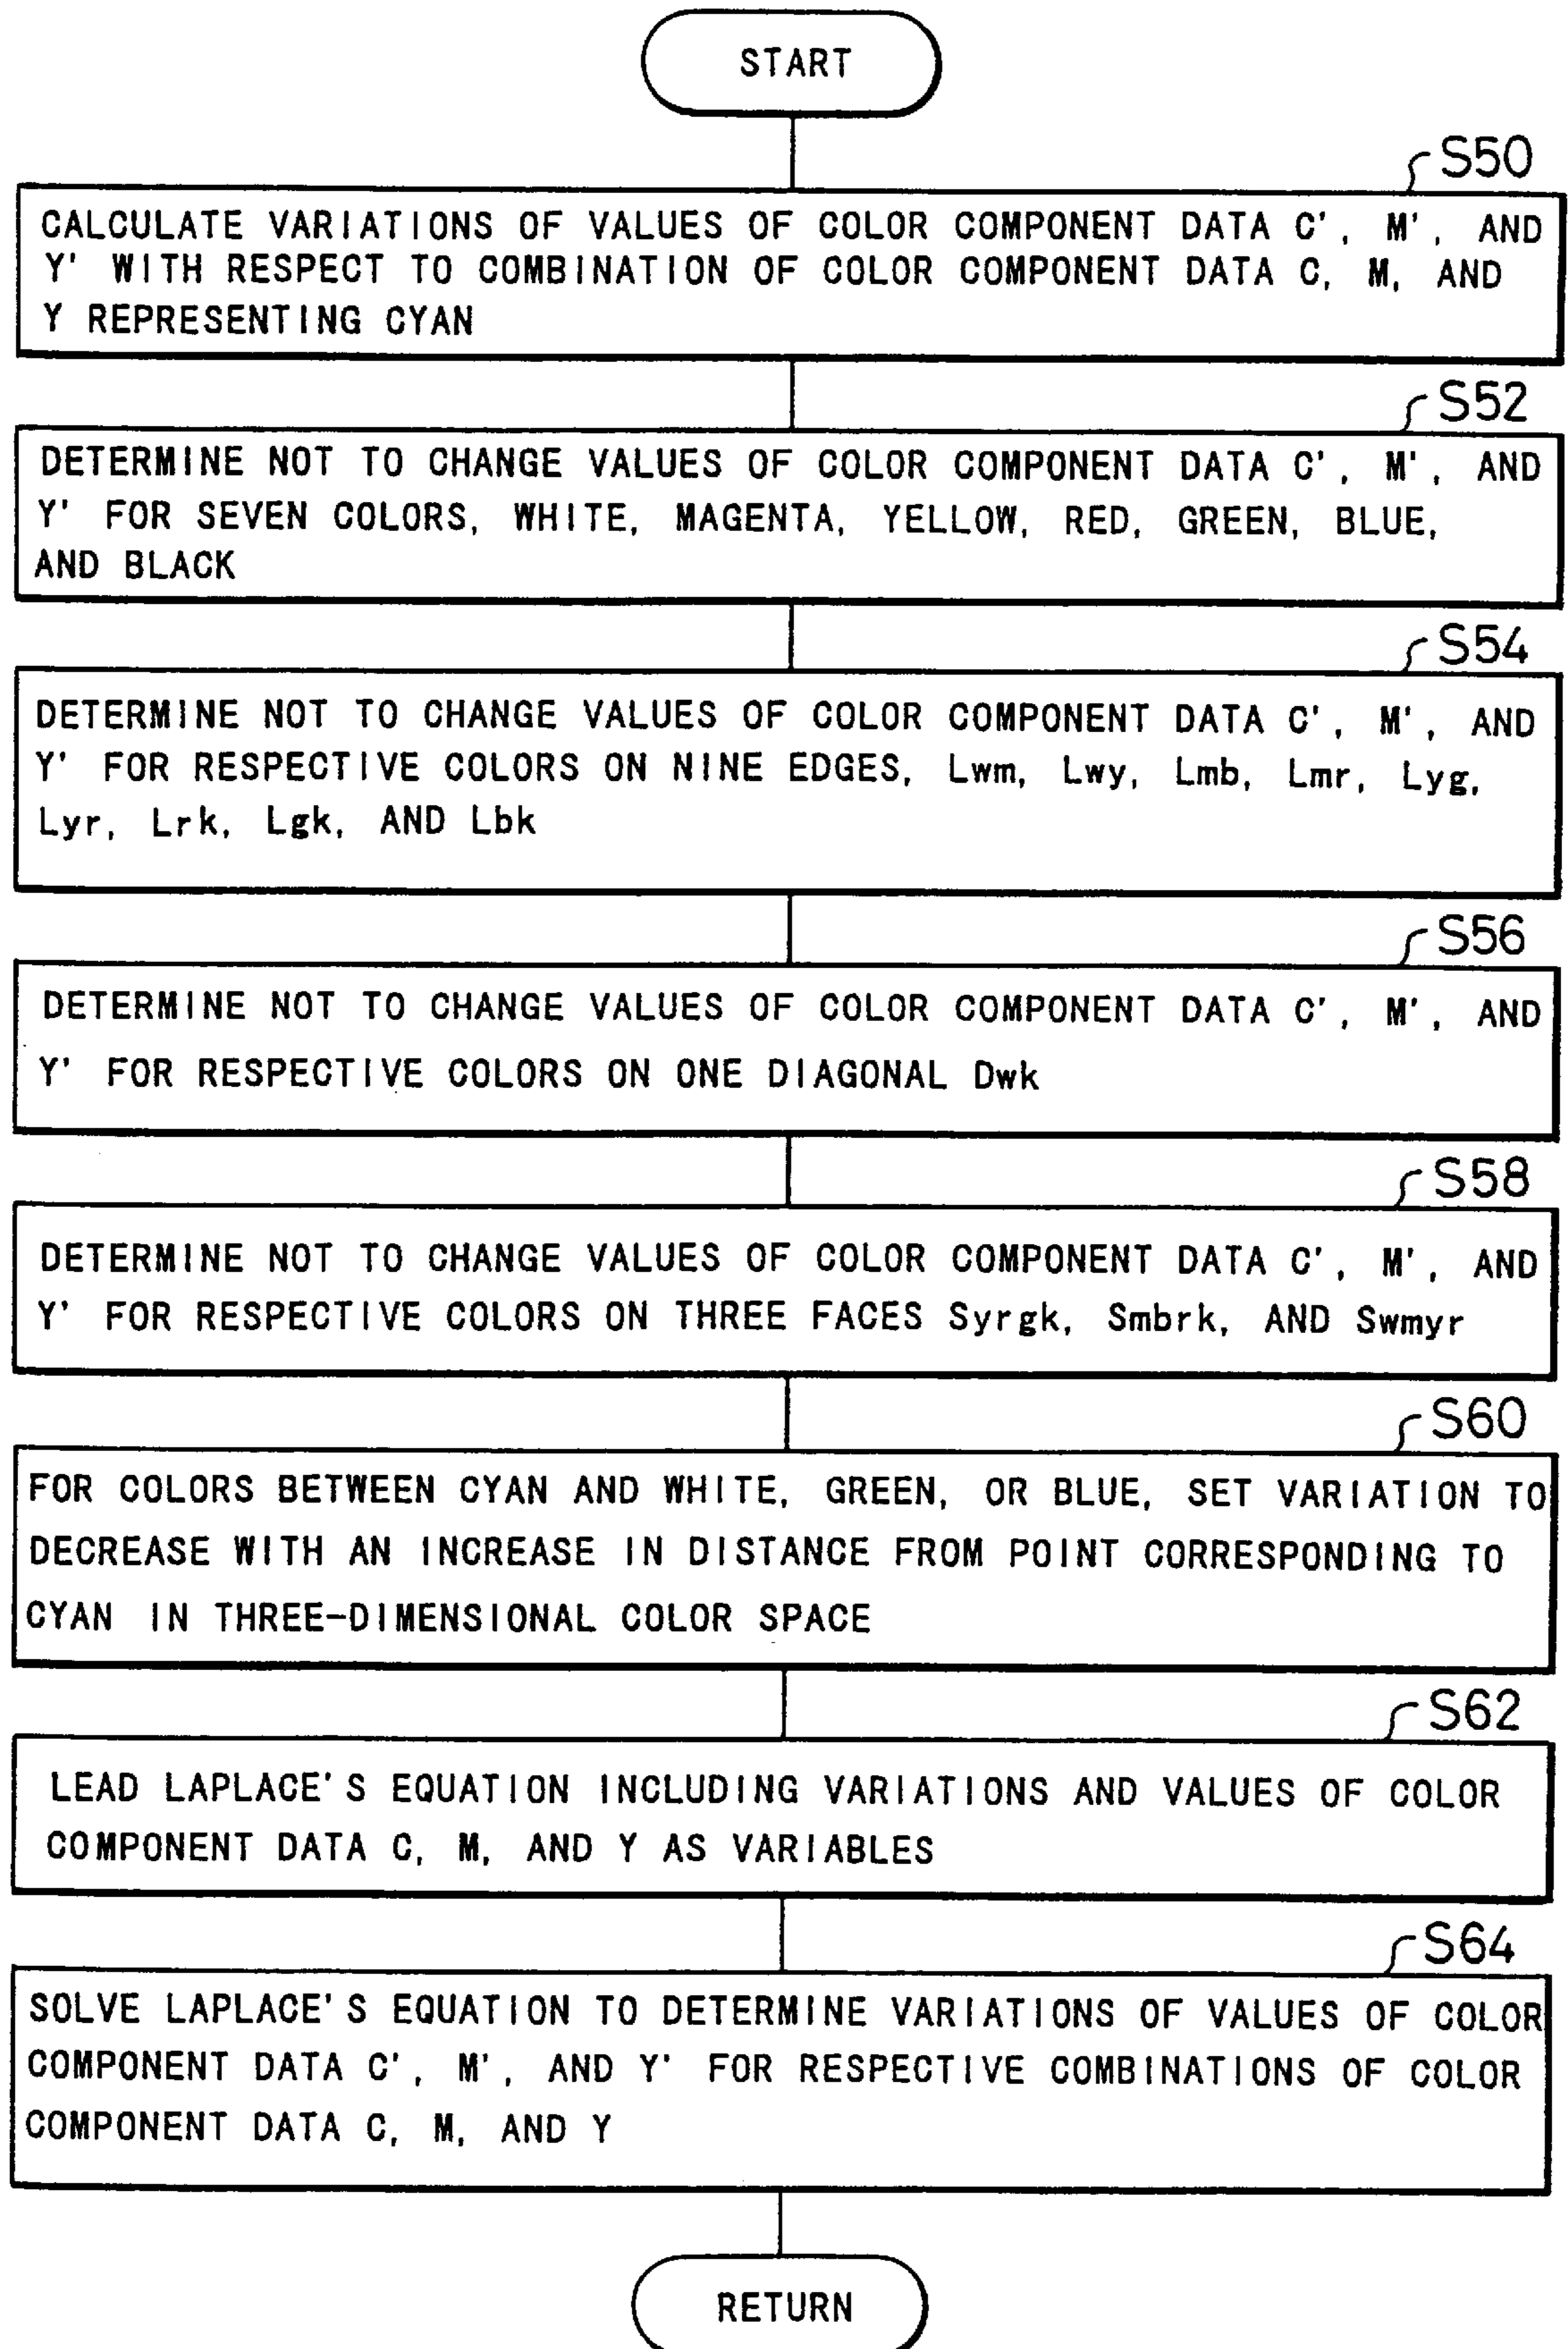 START
S50
CALCULATE VARIATIONS OF VALUES OF COLOR COMPONENT DATA C', M', AND
Y' WITH RESPECT TO COMBINATION OF COLOR COMPONENT DATA C, M, AND
Y REPRESENTING CYAN
S52
DETERMINE NOT TO CHANGE VALUES OF COLOR COMPONENT DATA C', M', AND
Y' FOR SEVEN COLORS, WHITE, MAGENTA, YELLOW, RED, GREEN, BLUE,
AND BLACK
S54
DETERMINE NOT TO CHANGE VALUES OF COLOR COMPONENT DATA C', M', AND
Y' FOR RESPECTIVE COLORS ON NINE EDGES, Lwm, Lwy, Lmb, Lmr, Lyg,
Lyr, Lrk, Lgk, AND Lbk
S56
DETERMINE NOT TO CHANGE VALUES OF COLOR COMPONENT DATA C', M', AND
Y' FOR RESPECTIVE COLORS ON ONE DIAGONAL Dwk
S58
DETERMINE NOT TO CHANGE VALUES OF COLOR COMPONENT DATA C', M', AND
Y' FOR RESPECTIVE COLORS ON THREE FACES Syrgk, Smbrk, AND Swmyr
S60
FOR COLORS BETWEEN CYAN AND WHITE, GREEN, OR BLUE, SET VARIATION TO
DECREASE WITH AN INCREASE IN DISTANCE FROM POINT CORRESPONDING TO
CYAN IN THREE-DIMENSIONAL COLOR SPACE
S62
LEAD LAPLACE'S EQUATION INCLUDING VARIATIONS AND VALUES OF COLOR
COMPONENT DATA C, M, AND Y AS VARIABLES
S64
SOLVE LAPLACE'S EQUATION TO DETERMINE VARIATIONS OF VALUES OF COLOR
COMPONENT DATA C', M', AND Y' FOR RESPECTIVE COMBINATIONS OF COLOR
COMPONENT DATA C, M, AND Y
RETURN